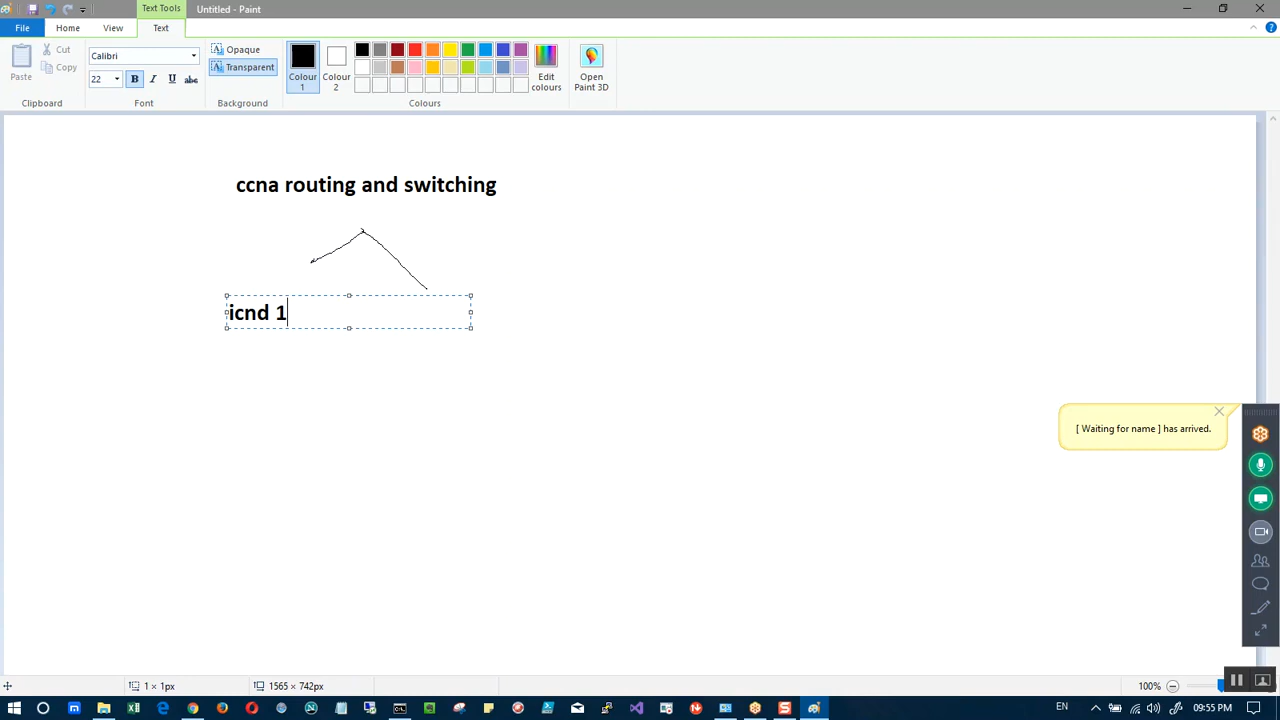 Text Tools
Untitled - Paint
File
Home
View
Text
Paste
Cut
Copy
Clipboard
Calibri
22
B
I
U
abc
Font
Opaque
Transparent
Background
Colour 1
Colour 2
Edit colours
Open Paint 3D
Colours
ccna routing and switching
icnd 1
[ Waiting for name ] has arrived.
1 × 1px
1565 × 742px
100%
EN
09:55 PM